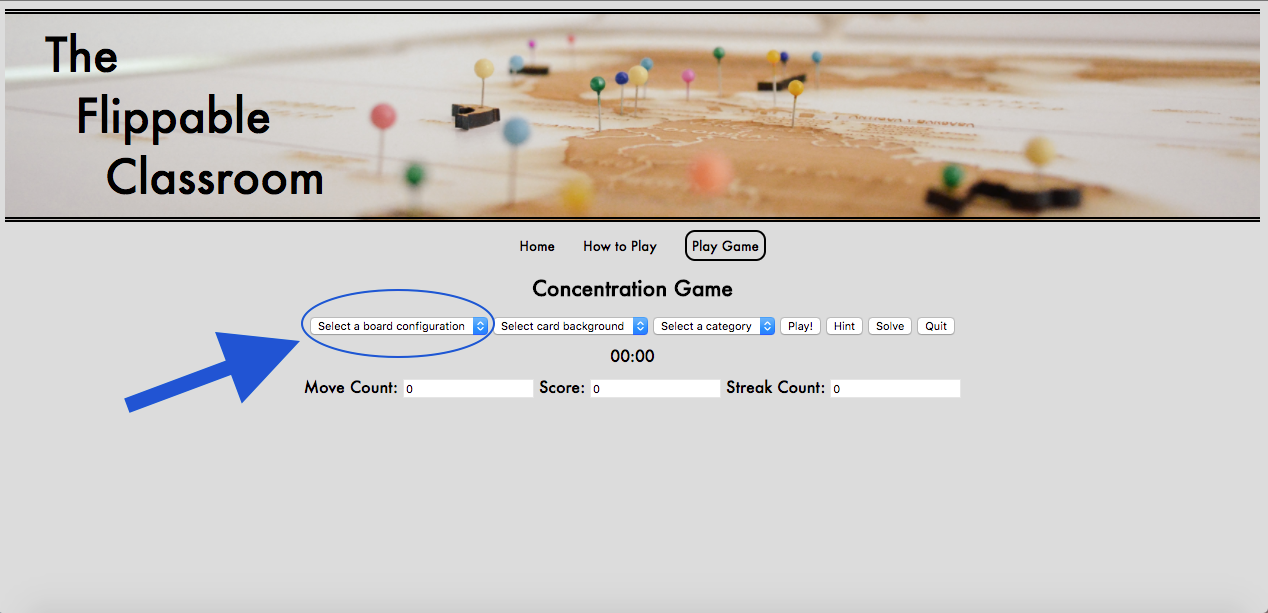 The
Flippable
Classroom
Home How to Play Play Game
Concentration Game
Select a board configuration Select card background Select a category Play! Hint Solve Quit
00:00
Move Count: 0 Score: 0 Streak Count: 0